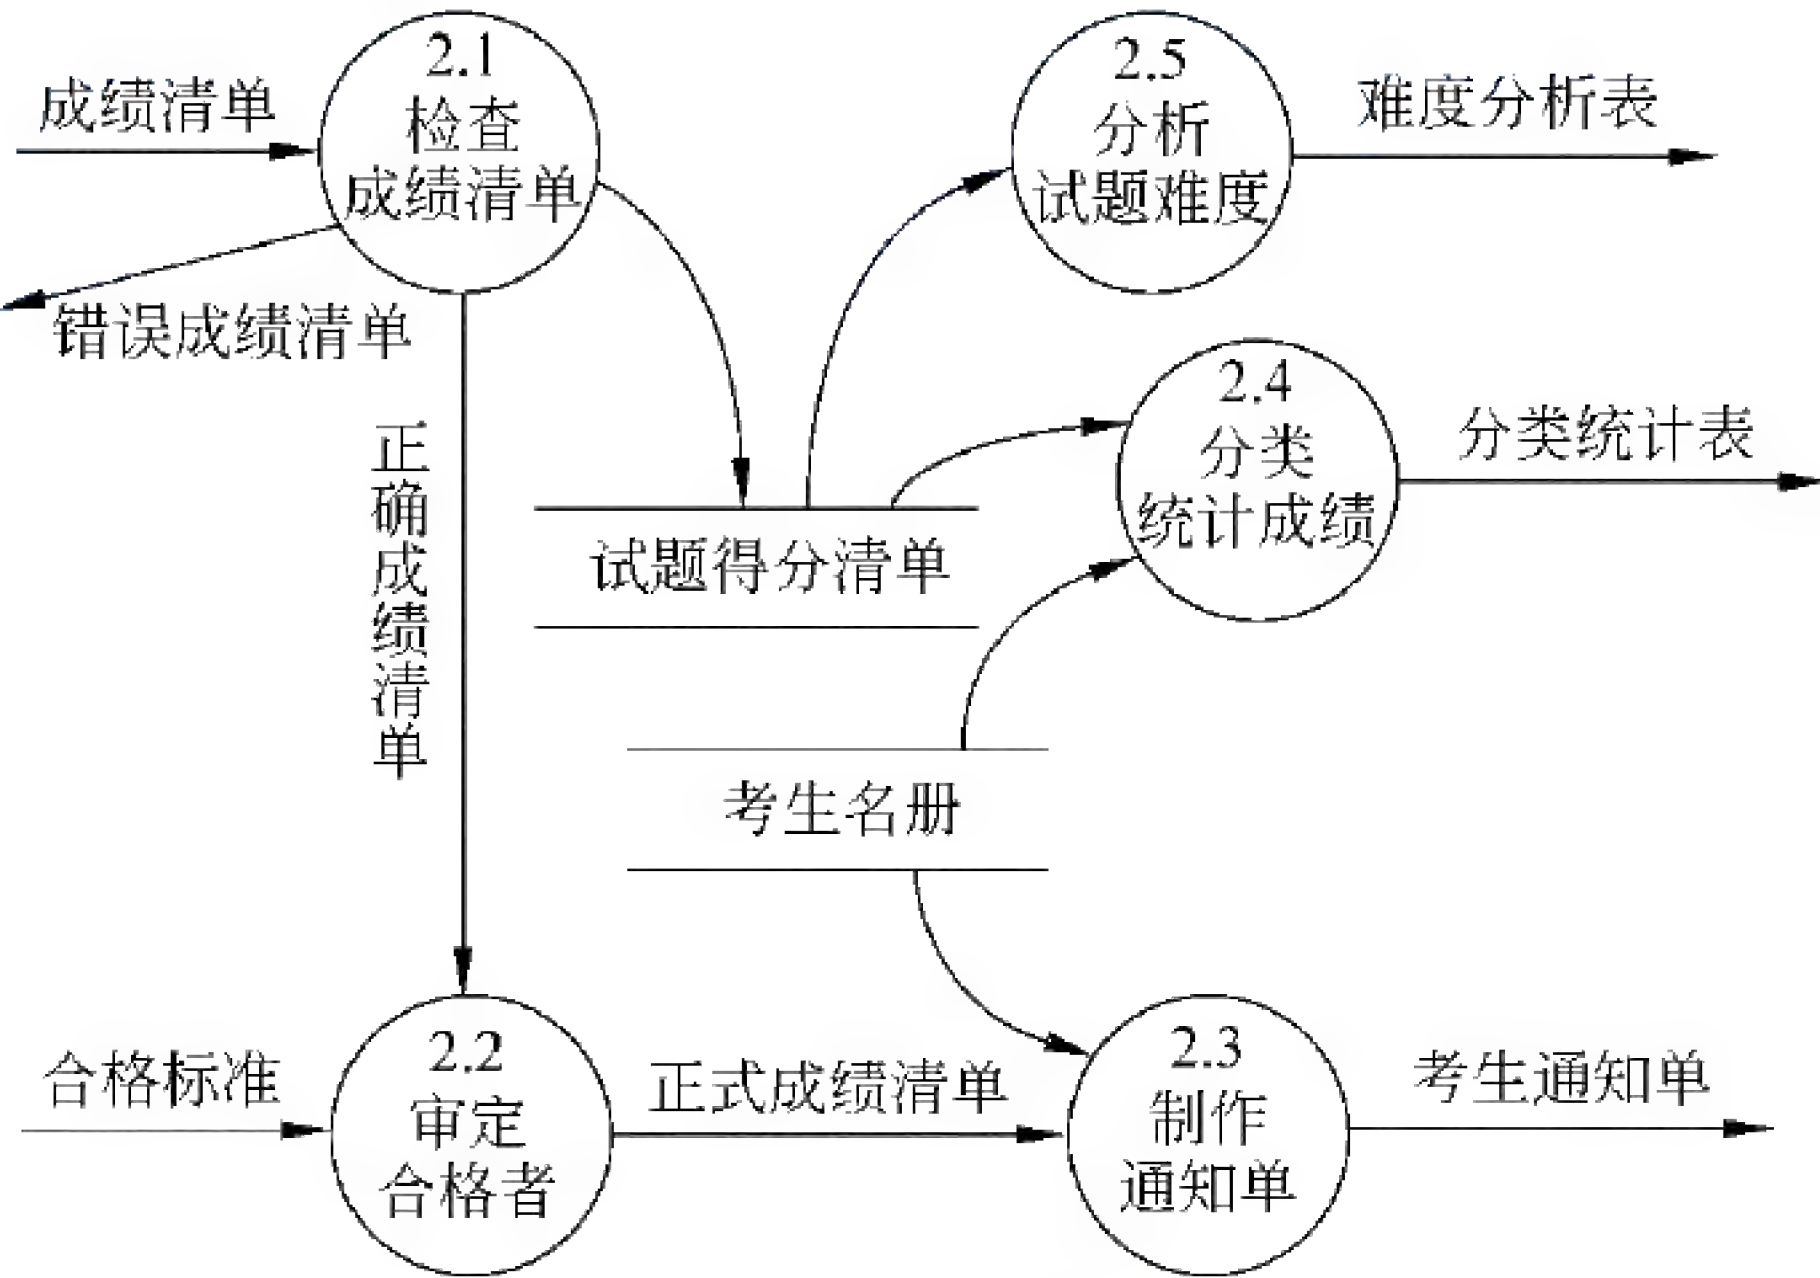 成绩清单
2.1
检查
成绩清单
错误成绩清单
2.5
分析
试题难度
难度分析表
正确成绩清单
试题得分清单
2.4
分类
统计成绩
分类统计表
考生名册
合格标准
2.2
审定
合格者
正式成绩清单
2.3
制作
通知单
考生通知单